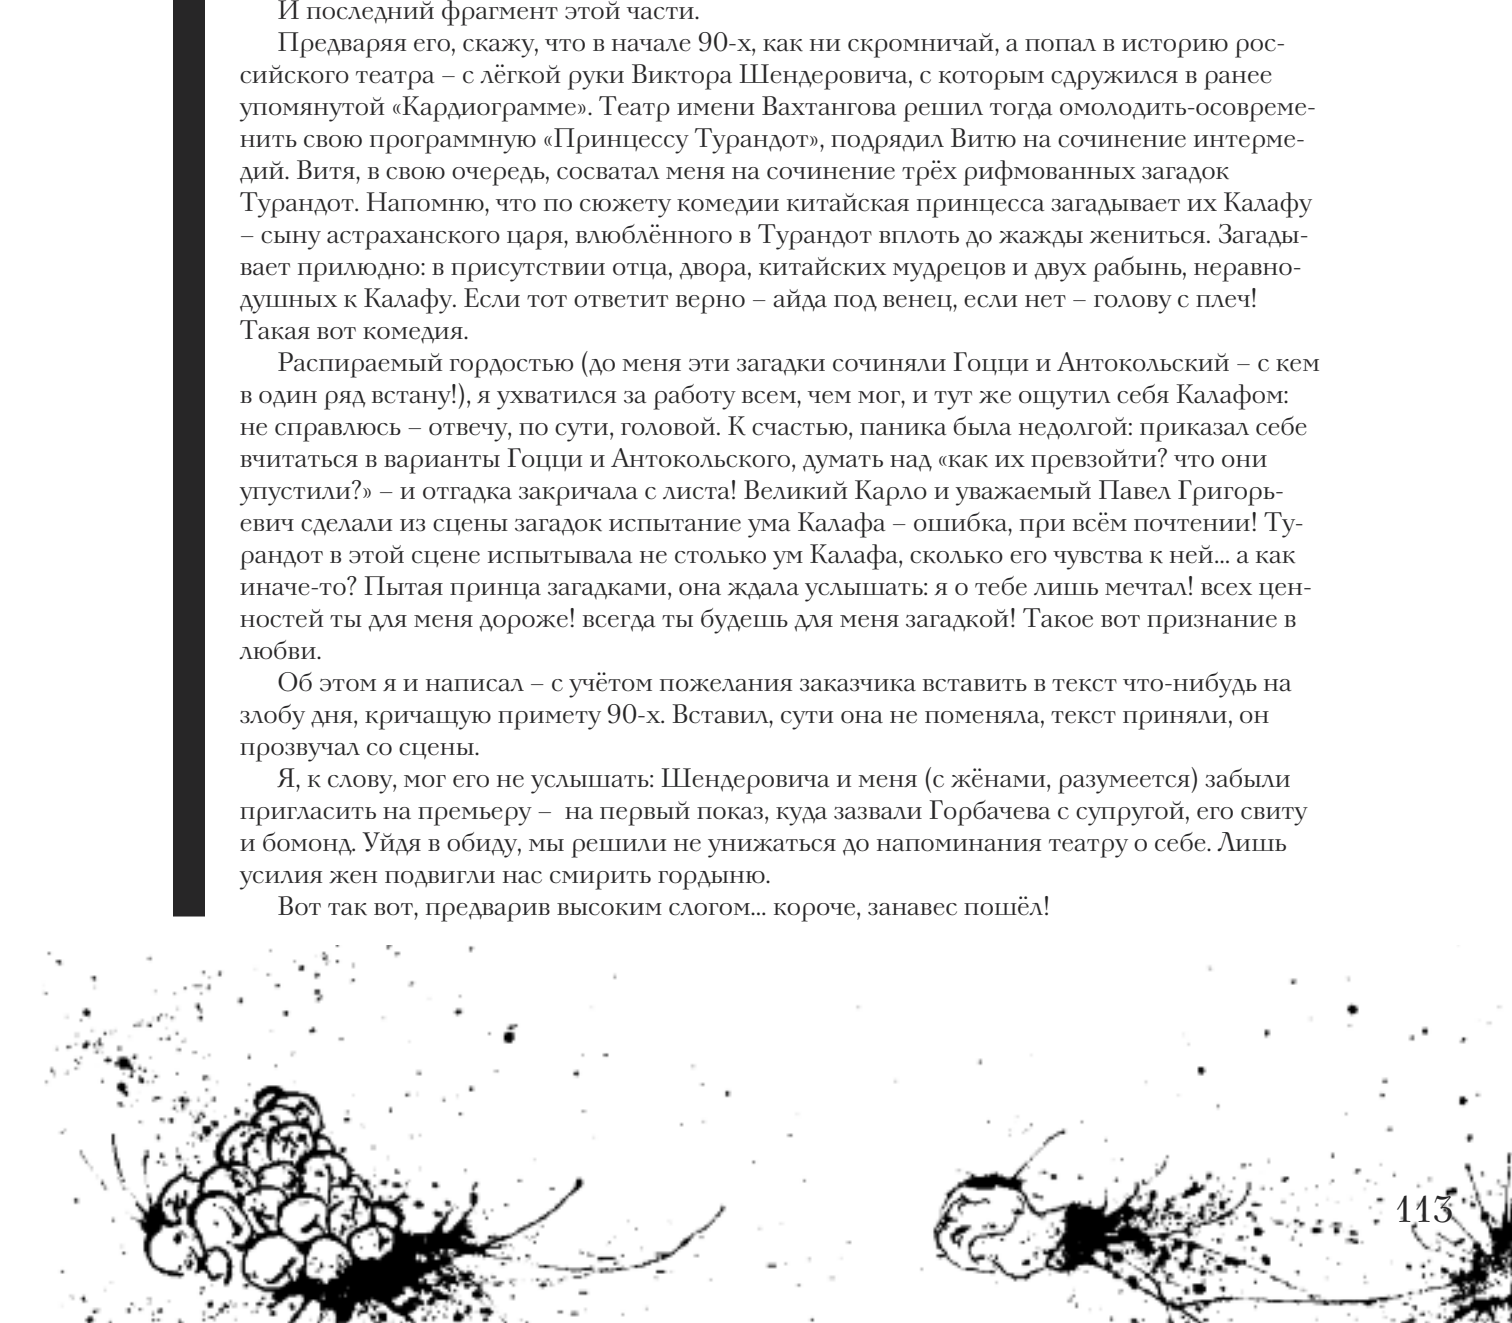 И последний фрагмент этой части.
Предваряя его, скажу, что в начале 90-х, как ни скромничай, а попал в историю рос-
сийского театра – с лёгкой руки Виктора Шендеровича, с которым сдружился в ранее
упомянутой «Кардиограмме». Театр имени Вахтангова решил тогда омолодить-осовреме-
нить свою программную «Принцессу Турандот», подрядил Витю на сочинение интерме-
дий. Витя, в свою очередь, сосватал меня на сочинение трёх рифмованных загадок
Турандот. Напомню, что по сюжету комедии китайская принцесса загадывает их Калафу
– сыну астраханского царя, влюблённого в Турандот вплоть до жажды жениться. Загады-
вает прилюдно: в присутствии отца, двора, китайских мудрецов и двух рабынь, неравно-
душных к Калафу. Если тот ответит верно – айда под венец, если нет – голову с плеч!
Такая вот комедия.
Распираемый гордостью (до меня эти загадки сочиняли Гоцци и Антокольский – с кем
в один ряд встану!), я ухватился за работу всем, чем мог, и тут же ощутил себя Калафом:
не справлюсь – отвечу, по сути, головой. К счастью, паника была недолгой: приказал себе
вчитаться в варианты Гоцци и Антокольского, думать над «как их превзойти? что они
упустили?» – и отгадка закричала с листа! Великий Карло и уважаемый Павел Григорь-
евич сделали из сцены загадок испытание ума Калафа – ошибка, при всём почтении! Ту-
рандот в этой сцене испытывала не столько ум Калафа, сколько его чувства к ней... а как
иначе-то? Пытая принца загадками, она ждала услышать: я о тебе лишь мечтал! всех цен-
ностей ты для меня дороже! всегда ты будешь для меня загадкой! Такое вот признание в
любви.
Об этом я и написал – с учётом пожелания заказчика вставить в текст что-нибудь на
злобу дня, кричащую примету 90-х. Вставил, сути она не поменяла, текст приняли, он
прозвучал со сцены.
Я, к слову, мог его не услышать: Шендеровича и меня (с жёнами, разумеется) забыли
пригласить на премьеру –  на первый показ, куда зазвали Горбачева с супругой, его свиту
и бомонд. Уйдя в обиду, мы решили не унижаться до напоминания театру о себе. Лишь
усилия жен подвигли нас смирить гордыню.
Вот так вот, предварив высоким слогом... короче, занавес пошёл!
113